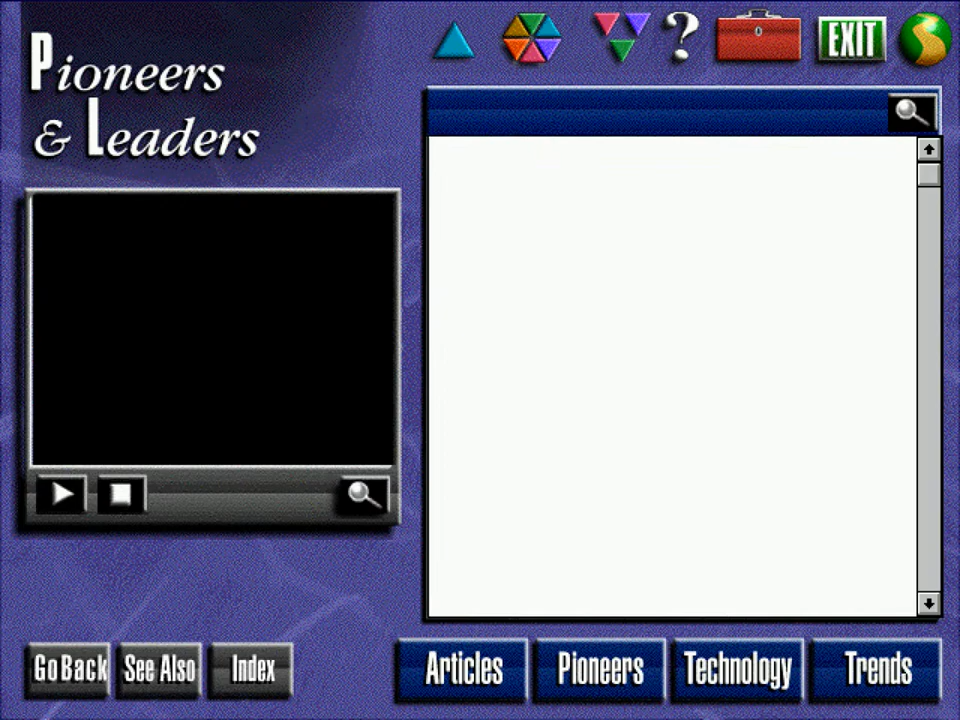 Pioneers
& Leaders
?
EXIT
Go Back
See Also
Index
Articles
Pioneers
Technology
Trends